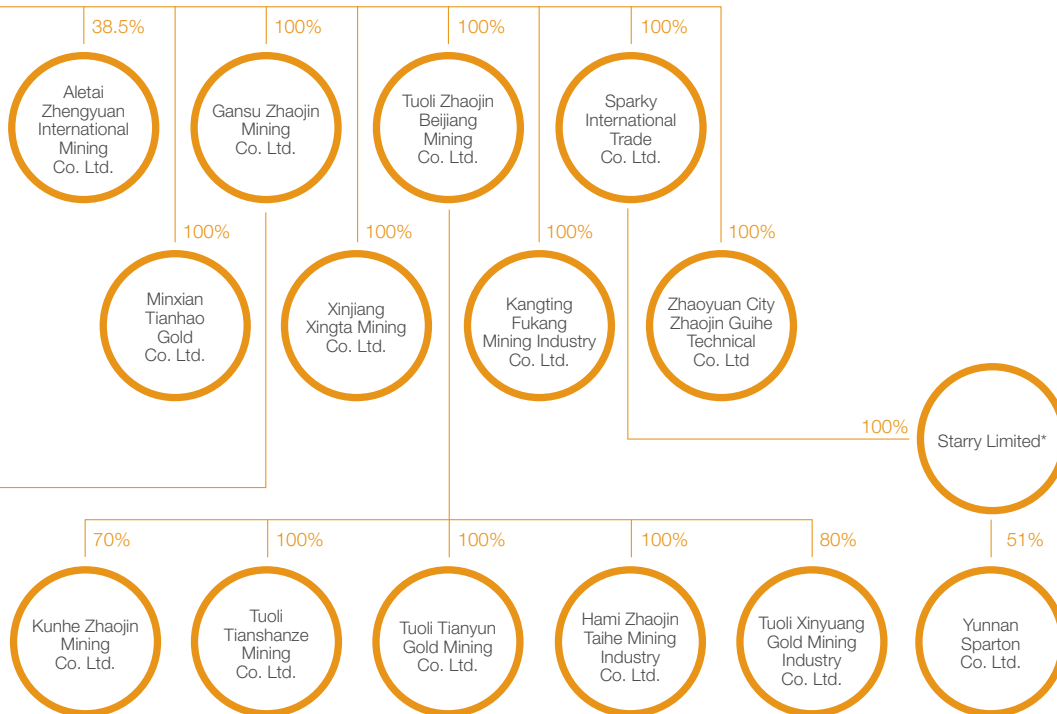 38.5%
100%
100%
100%
Aletai
Zhengyuan
International
Mining
Co. Ltd.
Gansu Zhaojin
Mining
Co. Ltd.
Tuoli Zhaojin
Beijiang
Mining
Co. Ltd.
Sparky
International
Trade
Co. Ltd.
100%
100%
100%
100%
Minxian
Tianhao
Gold
Co. Ltd.
Xinjiang
Xingta Mining
Co. Ltd.
Kangting
Fukang
Mining Industry
Co. Ltd.
Zhaoyuan City
Zhaojin Guihe
Technical
Co. Ltd
100%
Starry Limited*
70%
100%
100%
100%
80%
51%
Kunhe Zhaojin
Mining
Co. Ltd.
Tuoli
Tianshanze
Mining
Co. Ltd.
Tuoli Tianyun
Gold Mining
Co. Ltd.
Hami Zhaojin
Taihe Mining
Industry
Co. Ltd.
Tuoli Xinyuang
Gold Mining
Industry
Co. Ltd.
Yunnan
Sparton
Co. Ltd.